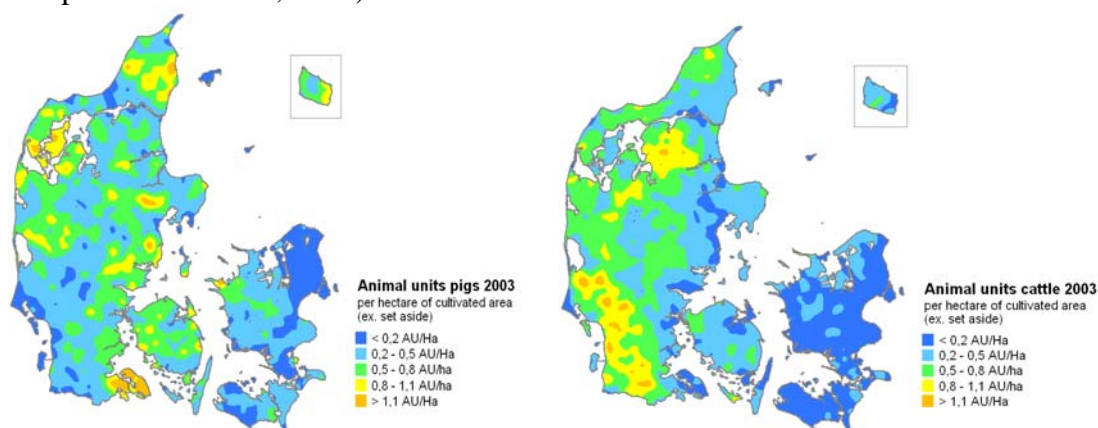 Animal units pigs 2003
per hectare of cultivated area
(ex. set aside)
< 0,2 AU/Ha
0,2 - 0,5 AU/Ha
0,5 - 0,8 AU/ha
0,8 - 1,1 AU/ha
> 1,1 AU/Ha
Animal units cattle 2003
per hectare of cultivated area
(ex. set aside)
< 0,2 AU/Ha
0,2 - 0,5 AU/Ha
0,5 - 0,8 AU/ha
0,8 - 1,1 AU/ha
> 1,1 AU/Ha